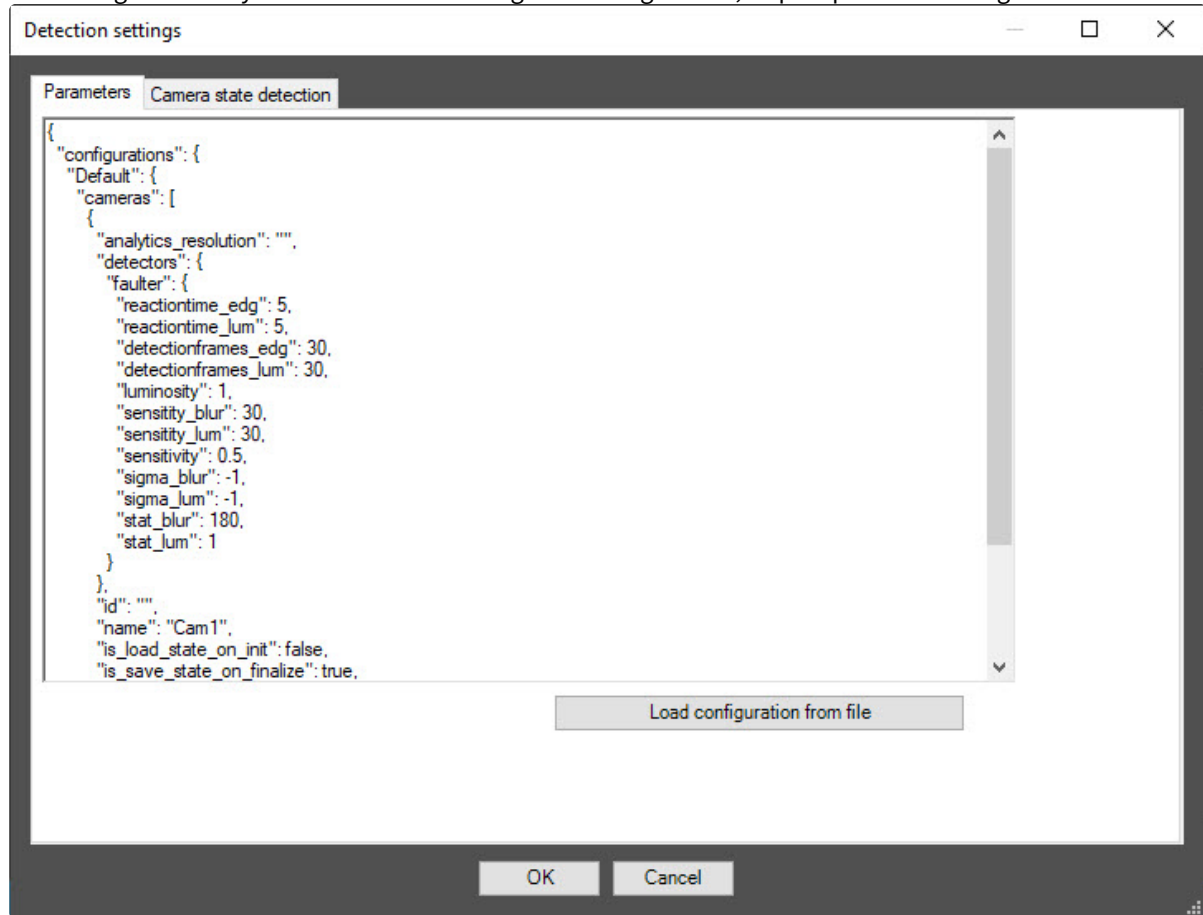 Detection settings
Parameters
Camera state detection
{
"configurations": {
"Default": {
"cameras": [
{
"analytics_resolution": "",
"detectors": {
"faulter": {
"reactiontime_edg": 5,
"reactiontime_lum": 5,
"detectionframes_edg": 30,
"detectionframes_lum": 30,
"luminosity": 1,
"sensitity_blur": 30,
"sensitity_lum": 30,
"sensitivity": 0.5,
"sigma_blur": -1,
"sigma_lum": -1,
"stat_blur": 180,
"stat_lum": 1
}
},
"id": "",
"name": "Cam1",
"is_load_state_on_init": false,
"is_save_state_on_finalize": true,
Load configuration from file
OK
Cancel